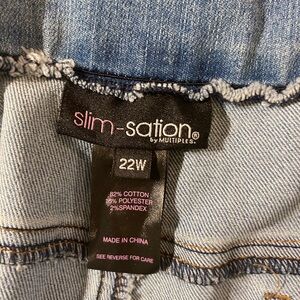 slim-sation®
by MULTIPLES.
22W
82% COTTON
16% POLYESTER
2% SPANDEX
MADE IN CHINA
SEE REVERSE FOR CARE